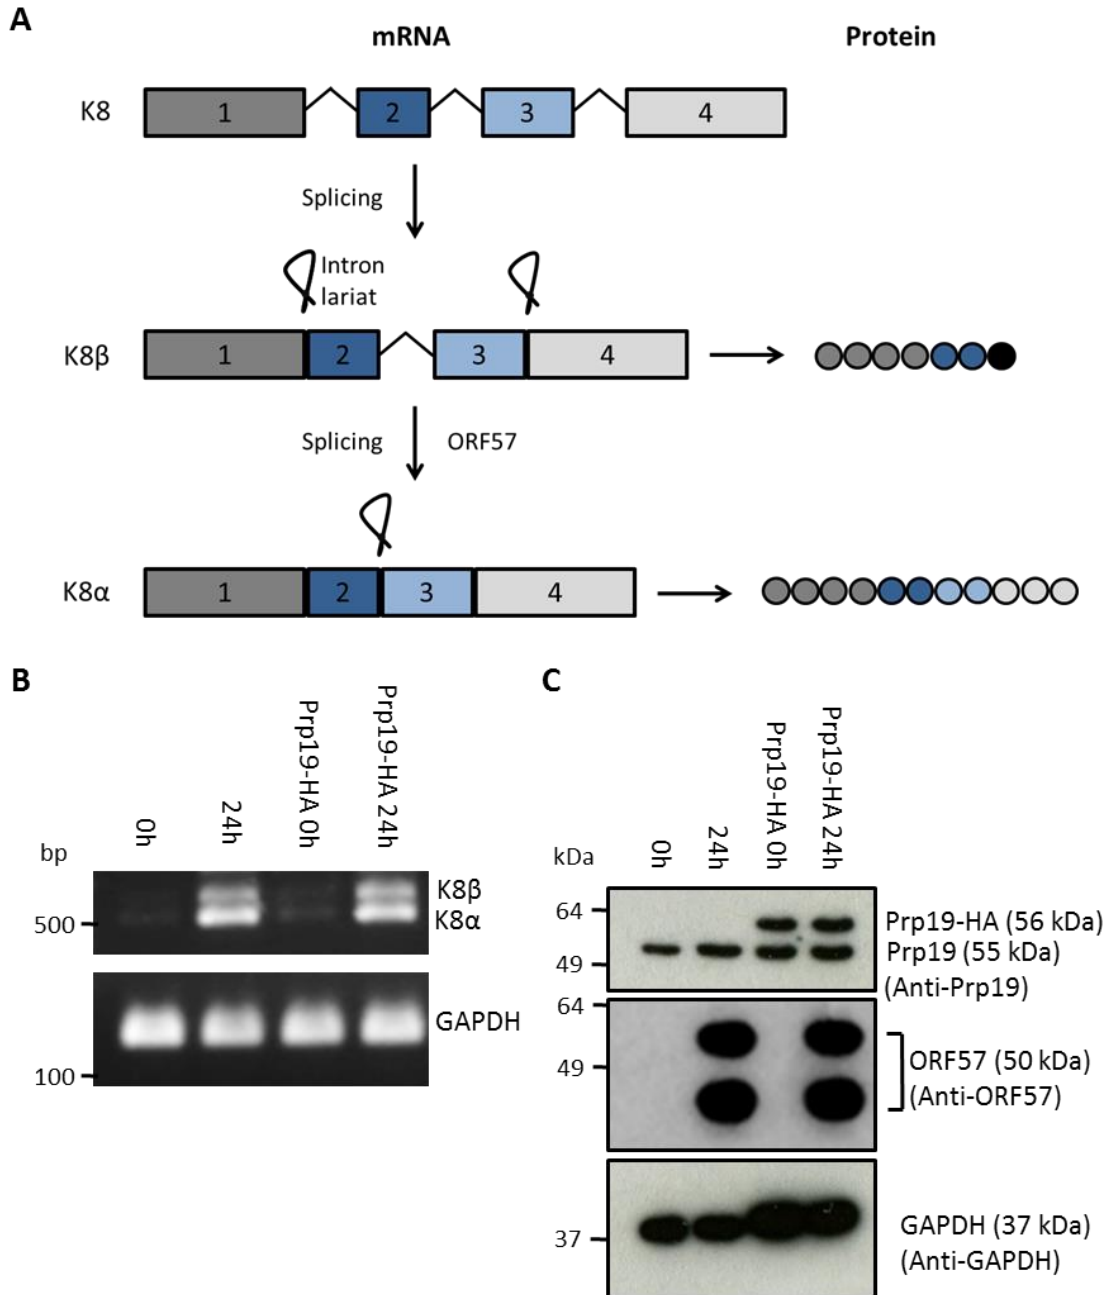 A
mRNA
Protein
K8
1
2
3
4
Splicing
Intron
lariat
K8β
1
2
3
4
Splicing
ORF57
K8α
1
2
3
4
B
0h
24h
Prp19-HA 0h
Prp19-HA 24h
bp
500
K8β
K8α
GAPDH
100
C
0h
24h
Prp19-HA 0h
Prp19-HA 24h
kDa
64
49
Prp19-HA (56 kDa)
Prp19 (55 kDa)
(Anti-Prp19)
64
49
ORF57 (50 kDa)
(Anti-ORF57)
37
GAPDH (37 kDa)
(Anti-GAPDH)